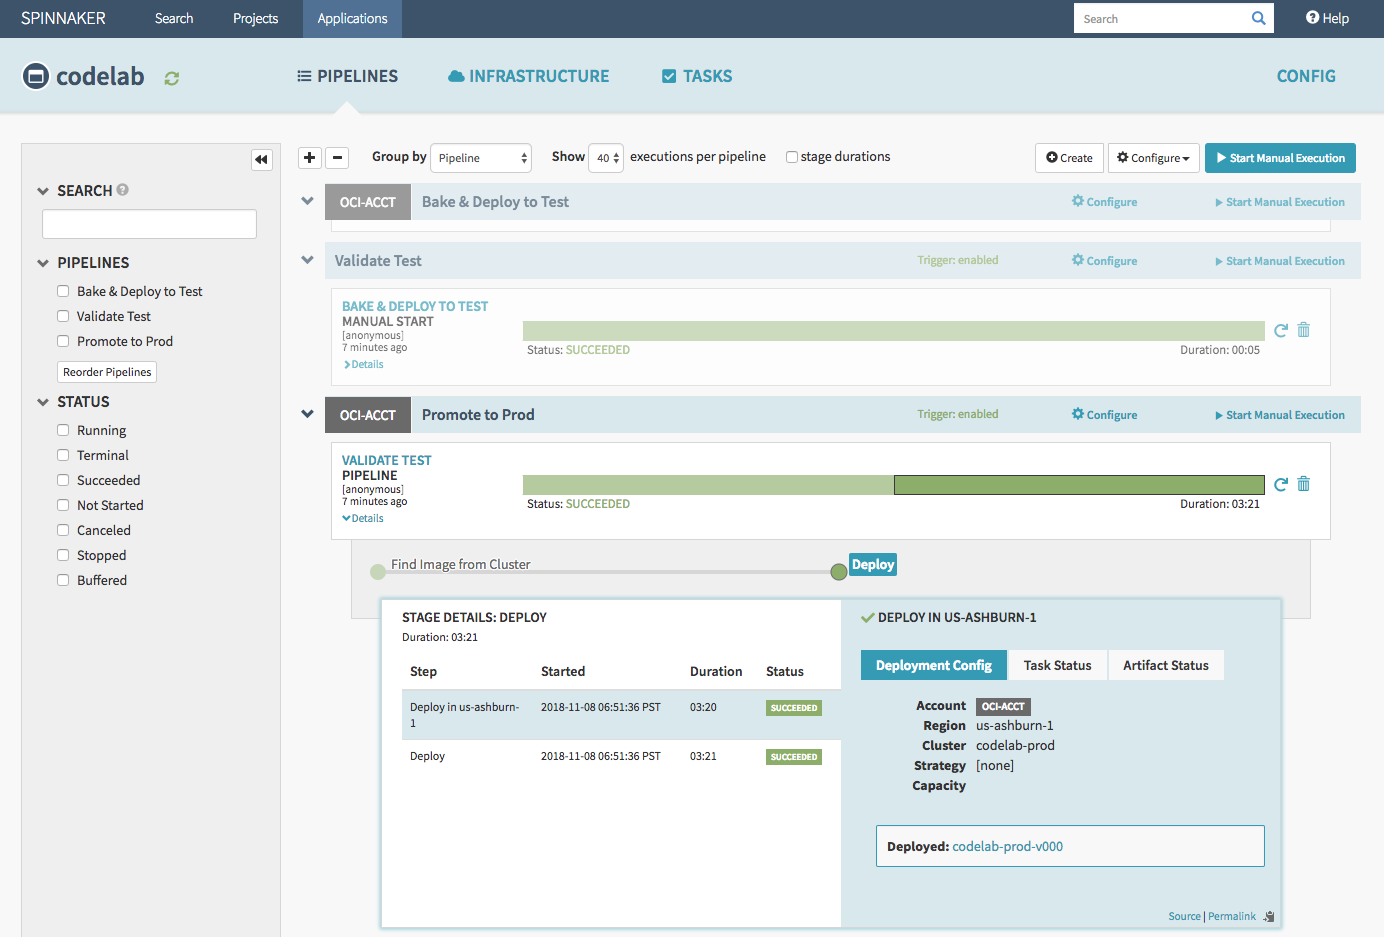 SPINNAKER Search Projects Applications Search Help
codelab PIPELINES INFRASTRUCTURE TASKS CONFIG
SEARCH
PIPELINES
Bake & Deploy to Test
Validate Test
Promote to Prod
Reorder Pipelines
STATUS
Running
Terminal
Succeeded
Not Started
Canceled
Stopped
Buffered
Group by Pipeline Show 40 executions per pipeline stage durations Create Configure Start Manual Execution
OCI-ACCT Bake & Deploy to Test Configure Start Manual Execution
Validate Test Trigger: enabled Configure Start Manual Execution
BAKE & DEPLOY TO TEST
MANUAL START
[anonymous]
7 minutes ago
Status: SUCCEEDED Duration: 00:05
Details
OCI-ACCT Promote to Prod Trigger: enabled Configure Start Manual Execution
VALIDATE TEST
PIPELINE
[anonymous]
7 minutes ago
Status: SUCCEEDED Duration: 03:21
Details
Find Image from Cluster Deploy
STAGE DETAILS: DEPLOY
Duration: 03:21
Step Started Duration Status
Deploy in us-ashburn- 2018-11-08 06:51:36 PST 03:20 SUCCEEDED
1
Deploy 2018-11-08 06:51:36 PST 03:21 SUCCEEDED
DEPLOY IN US-ASHBURN-1
Deployment Config Task Status Artifact Status
Account OCI-ACCT
Region us-ashburn-1
Cluster codelab-prod
Strategy [none]
Capacity
Deployed: codelab-prod-v000
Source | Permalink